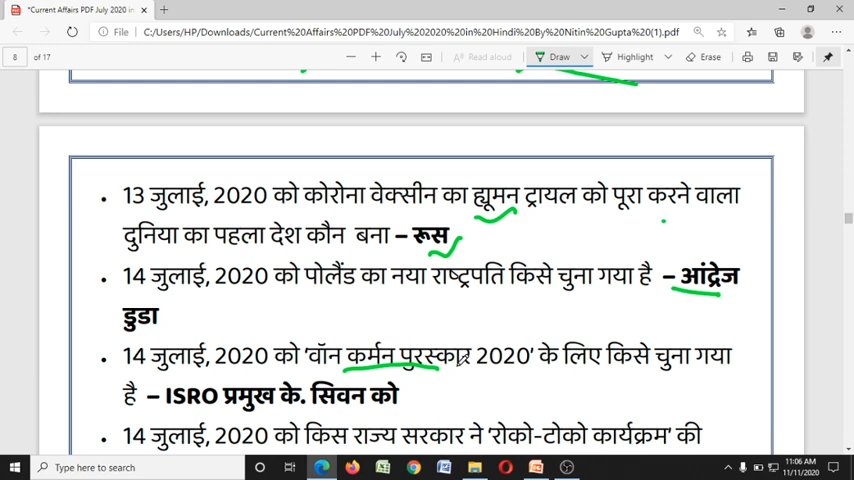 *Current Affairs PDF July 2020 in
File C:/Users/HP/Downloads/Current%20Affairs%20PDF%20July%202020%20in%20Hindi%20By%20Nitin%20Gupta%20(1).pdf
8 of 17 Read aloud Draw Highlight Erase
• 13 जुलाई, 2020 को कोरोना वेक्सीन का ह्यूमन ट्रायल को पूरा करने वाला
दुनिया का पहला देश कौन बना – रूस
• 14 जुलाई, 2020 को पोलैंड का नया राष्ट्रपति किसे चुना गया है – आंद्रेज
डुडा
• 14 जुलाई, 2020 को 'वॉन कर्मन पुरस्कार 2020' के लिए किसे चुना गया
है – ISRO प्रमुख के. सिवन को
• 14 जुलाई, 2020 को किस राज्य सरकार ने 'रोको-टोको कार्यक्रम' की
Type here to search
11:06 AM
11/11/2020